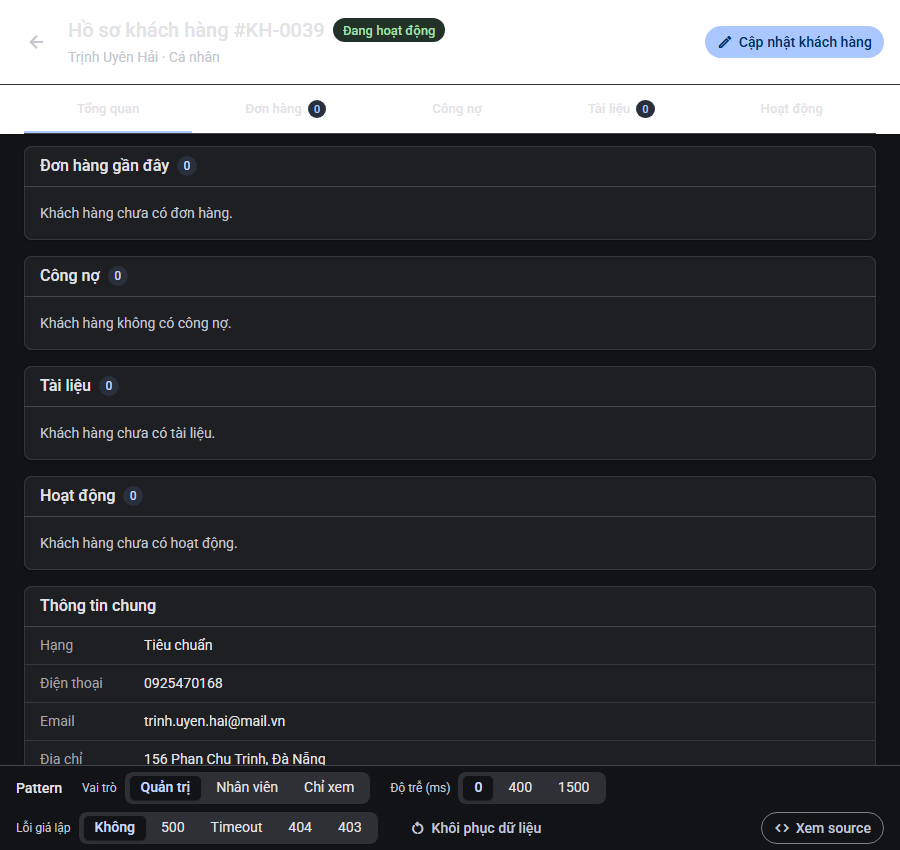 Hồ sơ khách hàng #KH-0039 Đang hoạt động
Trịnh Uyên Hải · Cá nhân
Cập nhật khách hàng
Tổng quan Đơn hàng 0 Công nợ Tài liệu 0 Hoạt động
Đơn hàng gần đây 0
Khách hàng chưa có đơn hàng.
Công nợ 0
Khách hàng không có công nợ.
Tài liệu 0
Khách hàng chưa có tài liệu.
Hoạt động 0
Khách hàng chưa có hoạt động.
Thông tin chung
Hạng Tiêu chuẩn
Điện thoại 0925470168
Email trinh.uyen.hai@mail.vn
Địa chỉ 156 Phan Chu Trinh, Đà Nẵng
Pattern Vai trò Quản trị Nhân viên Chỉ xem Độ trễ (ms) 0 400 1500
Lỗi giả lập Không 500 Timeout 404 403 Khôi phục dữ liệu Xem source